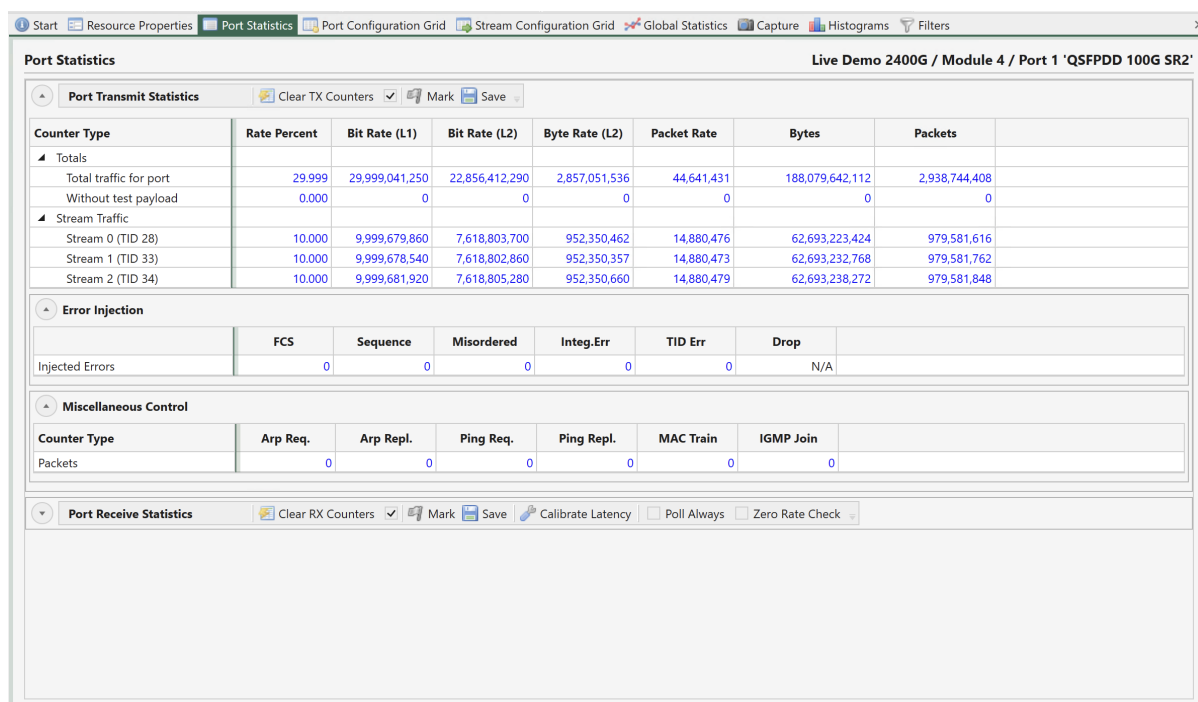 Start Resource Properties Port Statistics Port Configuration Grid Stream Configuration Grid Global Statistics Capture Histograms Filters
Port Statistics Live Demo 2400G / Module 4 / Port 1 'QSFPDD 100G SR2'
Port Transmit Statistics Clear TX Counters Mark Save
Counter Type Rate Percent Bit Rate (L1) Bit Rate (L2) Byte Rate (L2) Packet Rate Bytes Packets
Totals
Total traffic for port 29.999 29,999,041,250 22,856,412,290 2,857,051,536 44,641,431 188,079,642,112 2,938,744,408
Without test payload 0.000 0 0 0 0 0 0
Stream Traffic
Stream 0 (TID 28) 10.000 9,999,679,860 7,618,803,700 952,350,462 14,880,476 62,693,223,424 979,581,616
Stream 1 (TID 33) 10.000 9,999,678,540 7,618,802,860 952,350,357 14,880,473 62,693,232,768 979,581,762
Stream 2 (TID 34) 10.000 9,999,681,920 7,618,805,280 952,350,660 14,880,479 62,693,238,272 979,581,848
Error Injection
FCS Sequence Misordered Integ.Err TID Err Drop
Injected Errors 0 0 0 0 0 N/A
Miscellaneous Control
Counter Type Arp Req. Arp Repl. Ping Req. Ping Repl. MAC Train IGMP Join
Packets 0 0 0 0 0 0
Port Receive Statistics Clear RX Counters Mark Save Calibrate Latency Poll Always Zero Rate Check